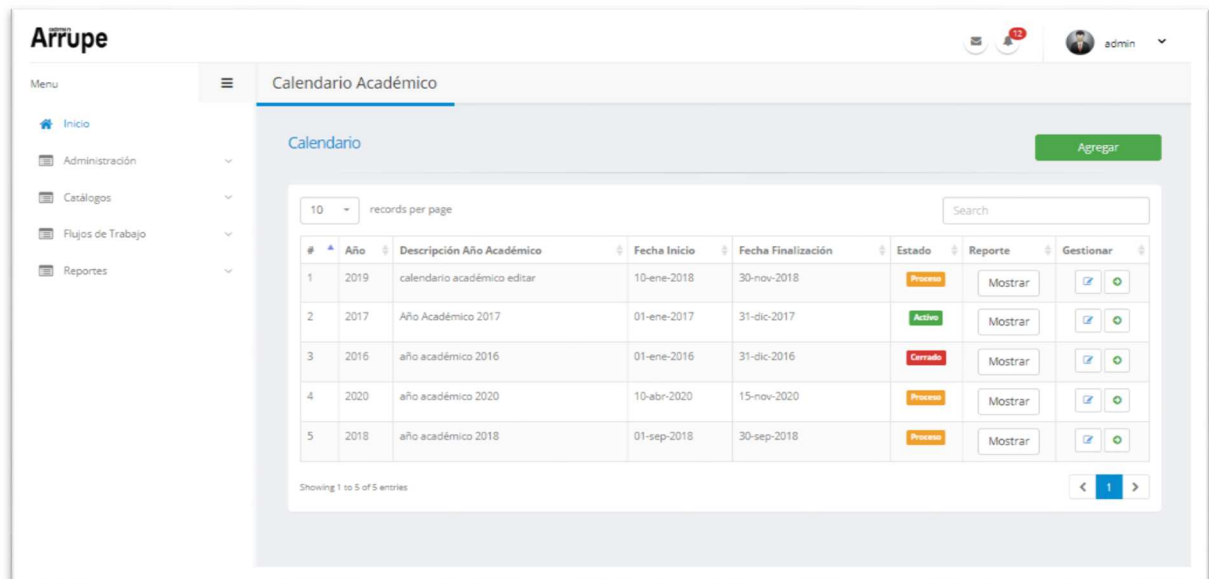 Arrupe
12
admin
Menu
Calendario Académico
Inicio
Administración
Catálogos
Flujos de Trabajo
Reportes
Calendario
Agregar
10 records per page
Search
# Año Descripción Año Académico Fecha Inicio Fecha Finalización Estado Reporte Gestionar
1 2019 calendario académico editar 10-ene-2018 30-nov-2018 Proceso Mostrar
2 2017 Año Académico 2017 01-ene-2017 31-dic-2017 Activo Mostrar
3 2016 año académico 2016 01-ene-2016 31-dic-2016 Cerrado Mostrar
4 2020 año académico 2020 10-abr-2020 15-nov-2020 Proceso Mostrar
5 2018 año académico 2018 01-sep-2018 30-sep-2018 Proceso Mostrar
Showing 1 to 5 of 5 entries
< 1 >